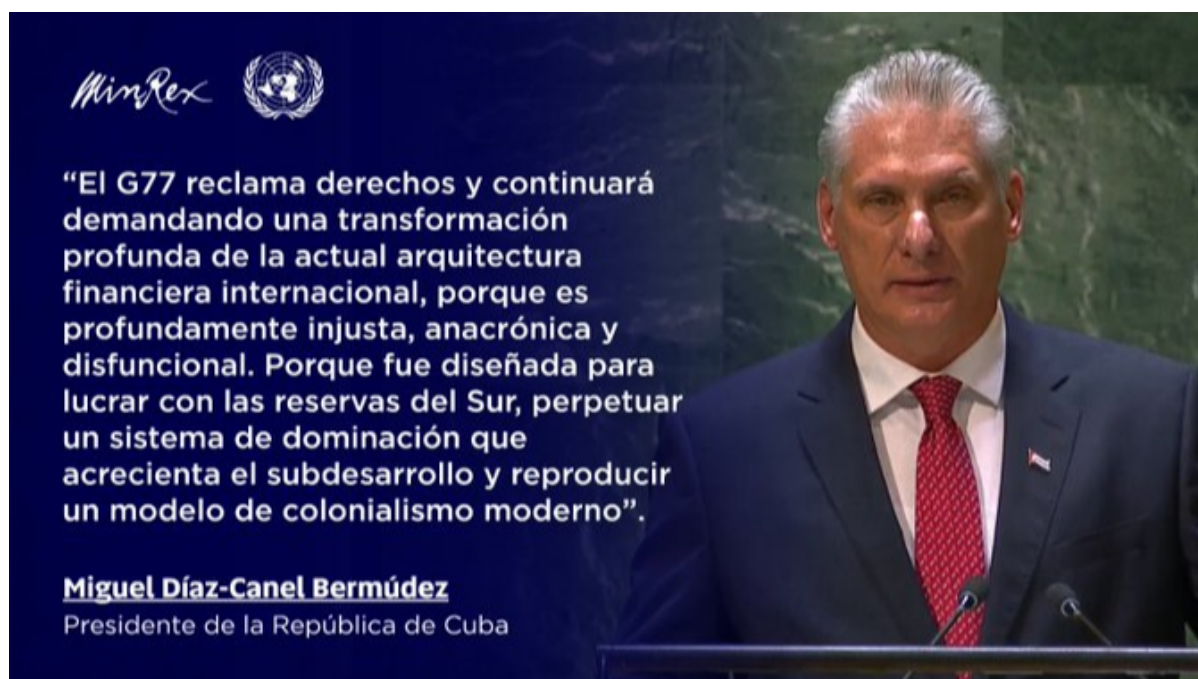 MinRex
“El G77 reclama derechos y continuará
demandando una transformación
profunda de la actual arquitectura
financiera internacional, porque es
profundamente injusta, anacrónica y
disfuncional. Porque fue diseñada para
lucrar con las reservas del Sur, perpetuar
un sistema de dominación que
acrecienta el subdesarrollo y reproducir
un modelo de colonialismo moderno”.
Miguel Díaz-Canel Bermúdez
Presidente de la República de Cuba